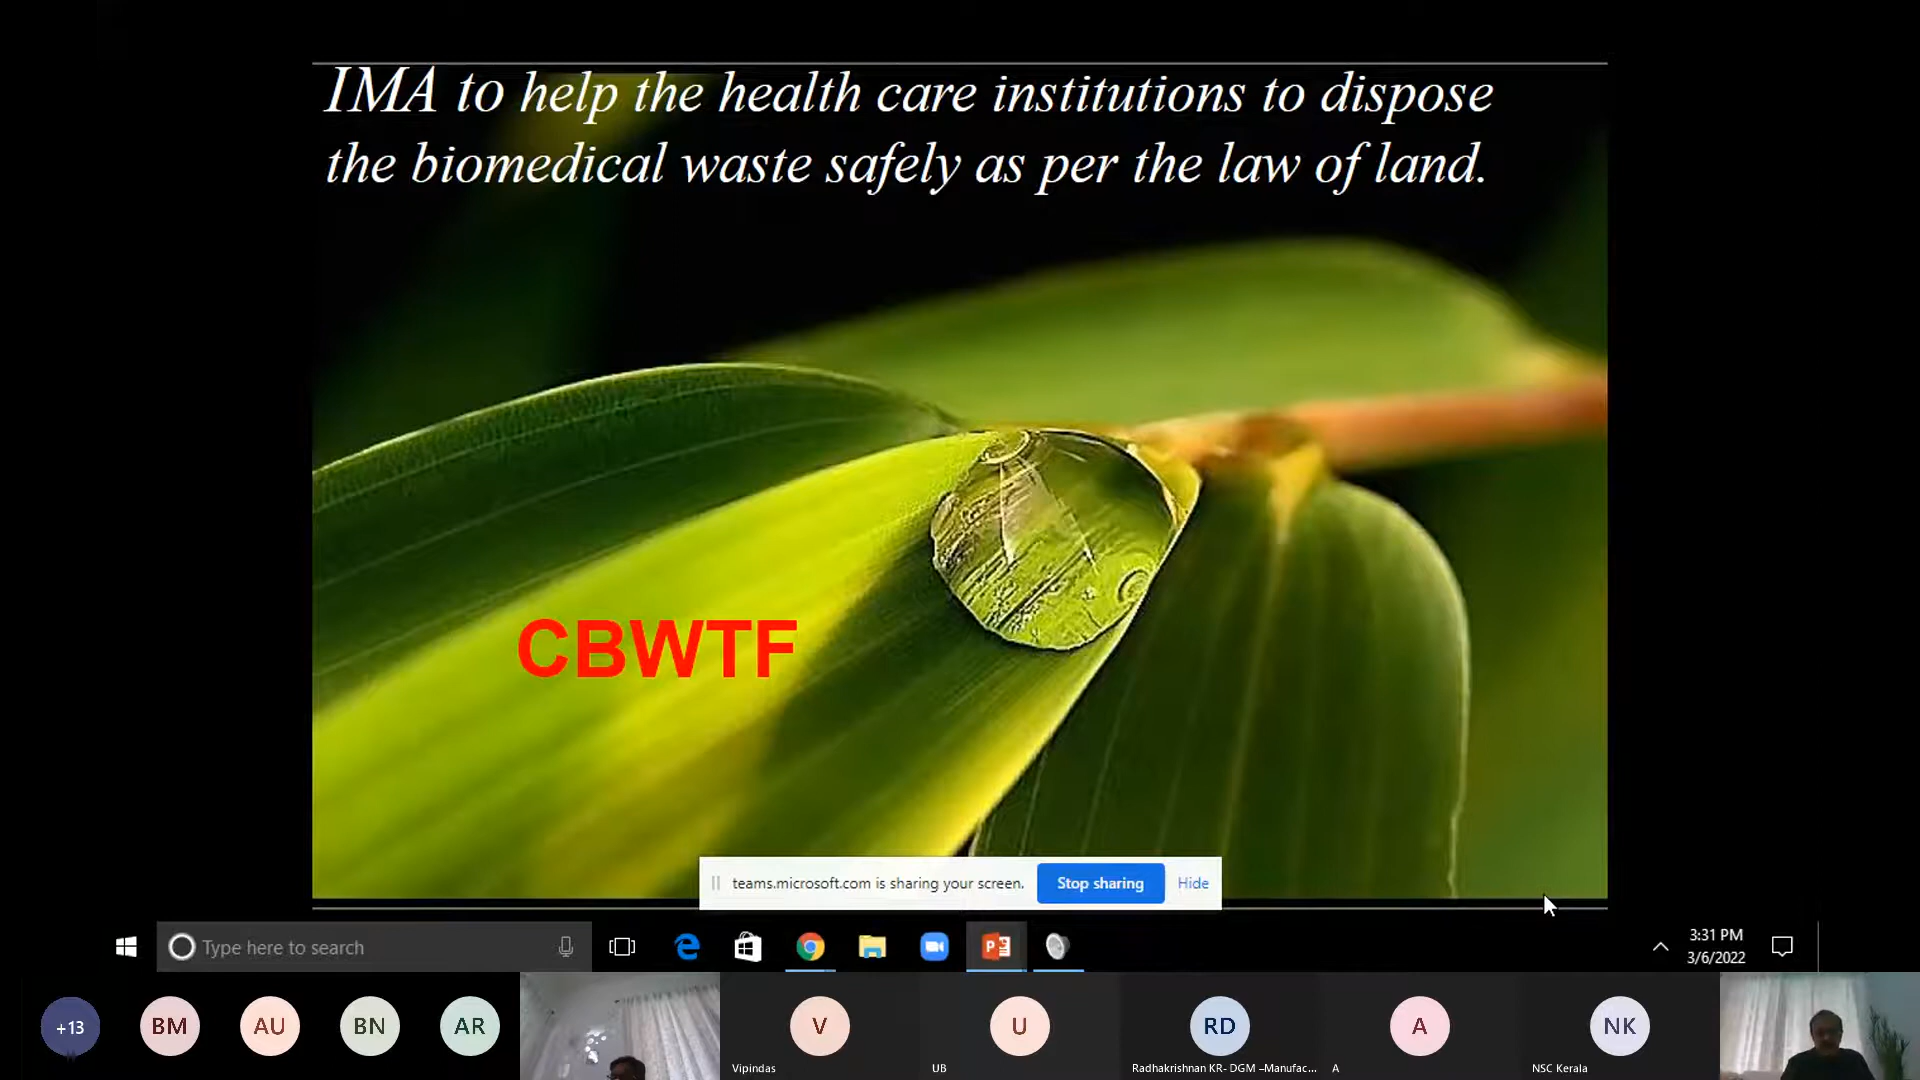 IMA to help the health care institutions to dispose
the biomedical waste safely as per the law of land.
CBWTF
teams.microsoft.com is sharing your screen.
Stop sharing
Hide
Type here to search
3:31 PM
3/6/2022
+13
BM
AU
BN
AR
V
U
RD
A
NK
Vipindas
UB
Radhakrishnan KR- DGM –Manufac...
A
NSC Kerala